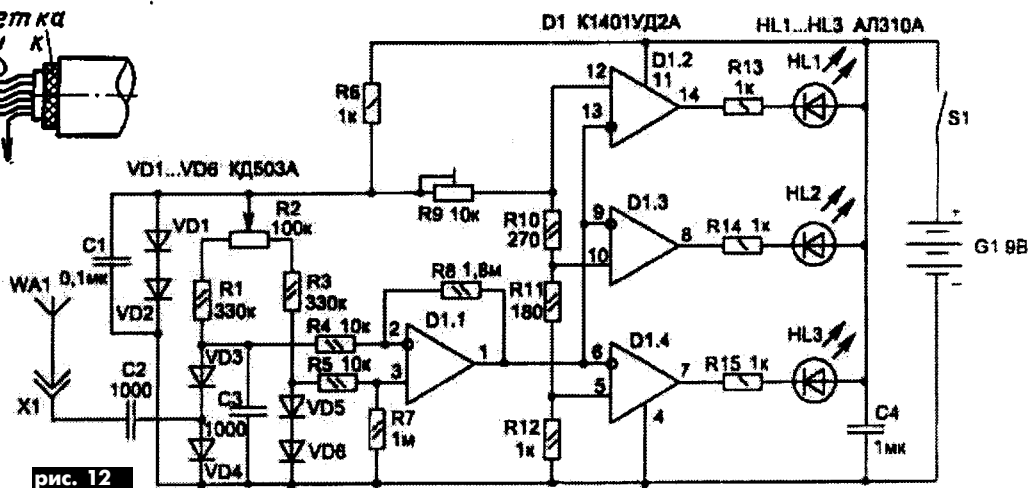 етка
к
D1 К1401УД2А
HL1...HL3 АЛ310А
R6
1к
12
13
D1.2
11
14
R13
1к
HL1
S1
VD1...VD6 КД503А
R9 10к
R10
270
9
10
D1.3
8
R14 1к
HL2
+
G1 9В
−
C1
0,1мк
VD1
VD2
R2
100к
R1
330к
R3
330к
R8 1,8м
R11
180
WA1
X1
R4 10к
R5 10к
2
3
D1.1
1
6
5
D1.4
7
4
R15 1к
HL3
C2
1000
VD3
VD4
C3
1000
VD5
VD6
R7
1м
R12
1к
C4
1мк
рис. 12